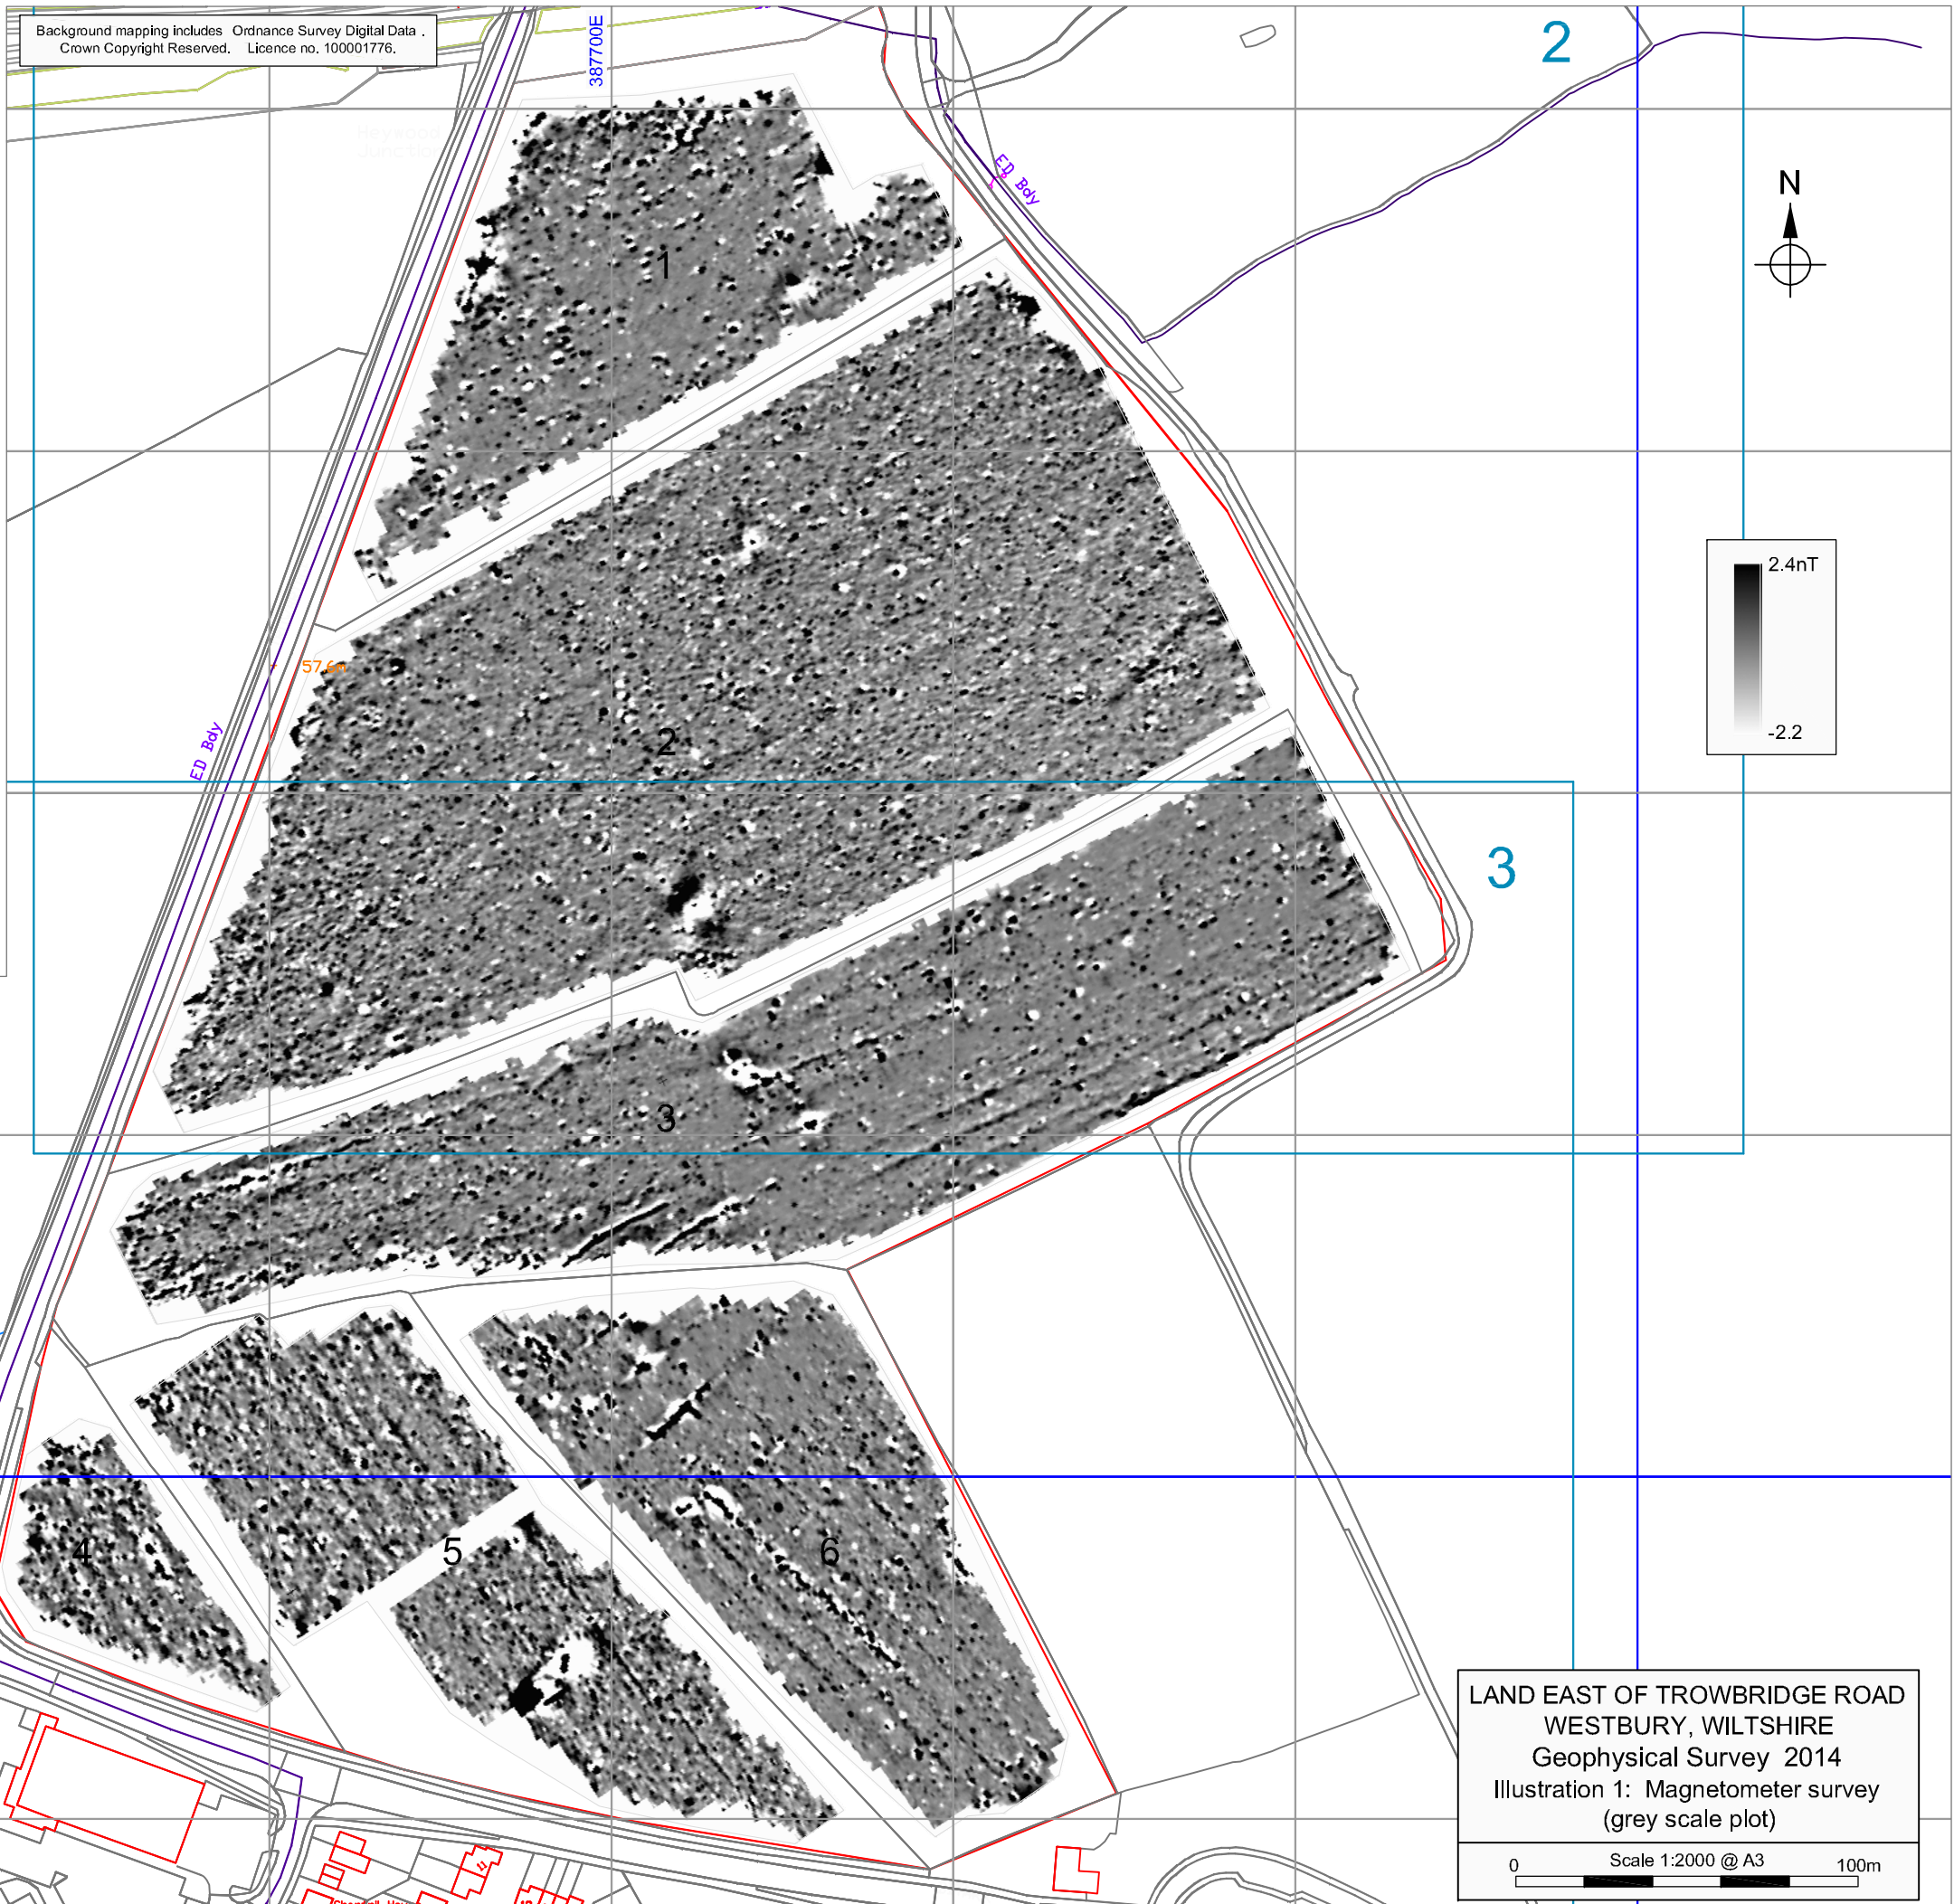 Background mapping includes Ordnance Survey Digital Data .
Crown Copyright Reserved. Licence no. 100001776.
387700E
2
Heywood
Junction
ED Bdy
N
1
2.4nT
-2.2
57.6m
2
ED Bdy
3
3
4
5
6
LAND EAST OF TROWBRIDGE ROAD
WESTBURY, WILTSHIRE
Geophysical Survey 2014
Illustration 1: Magnetometer survey
(grey scale plot)
Scale 1:2000 @ A3
0
100m